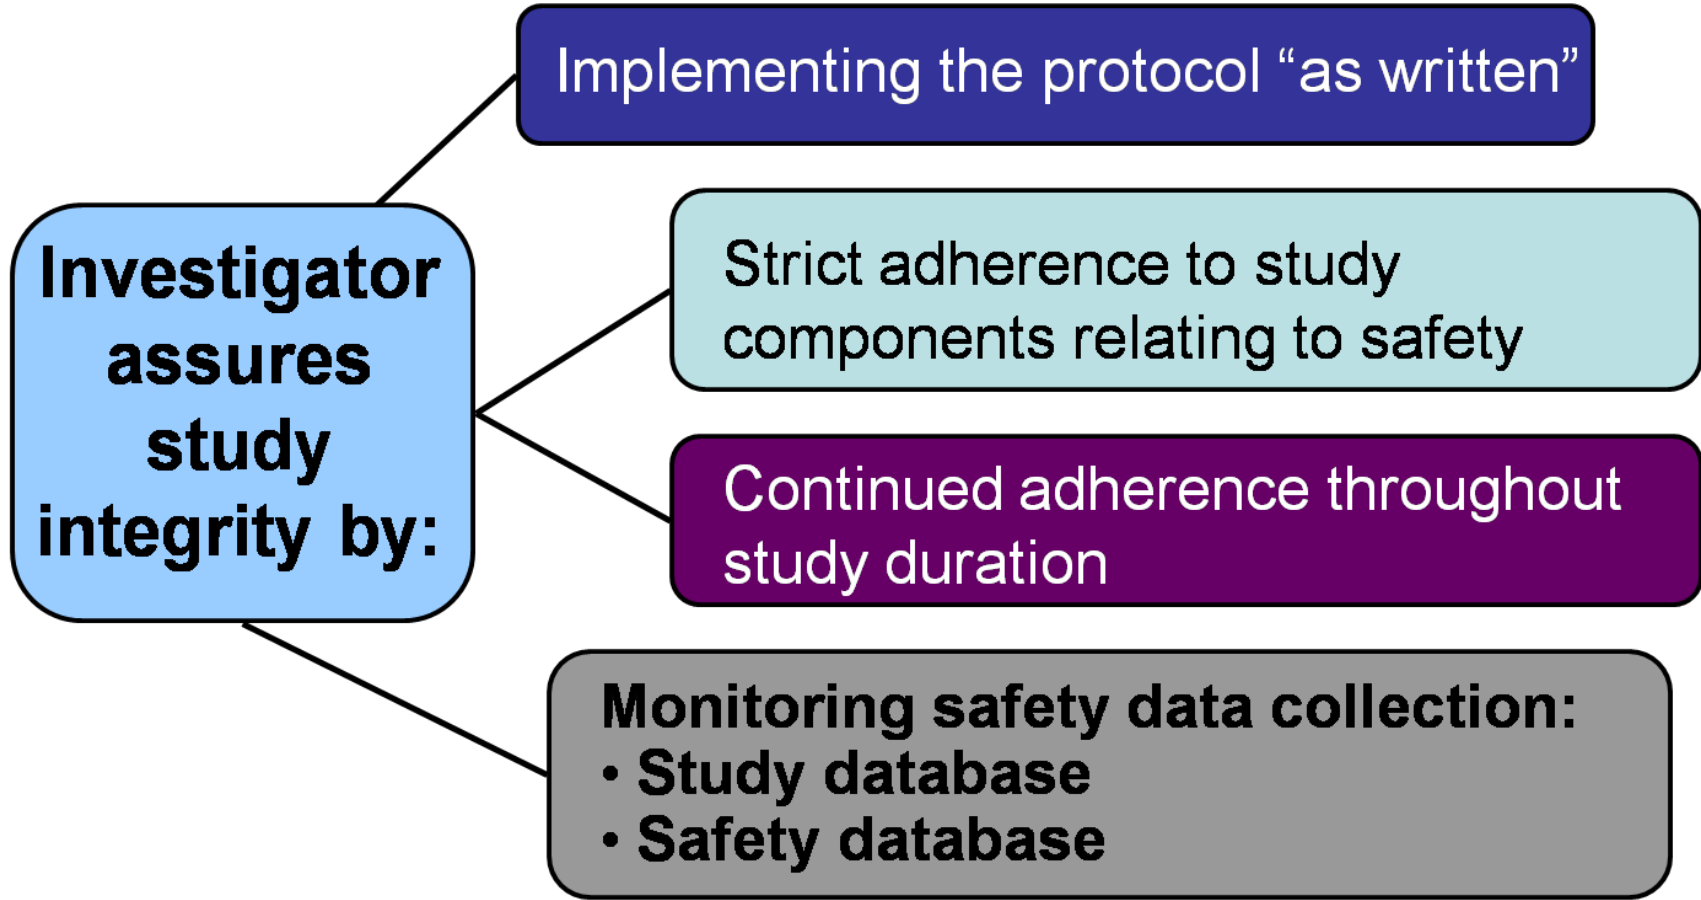 Implementing the protocol “as written”
Investigator
assures
study
integrity by:
Strict adherence to study
components relating to safety
Continued adherence throughout
study duration
Monitoring safety data collection:
• Study database
• Safety database